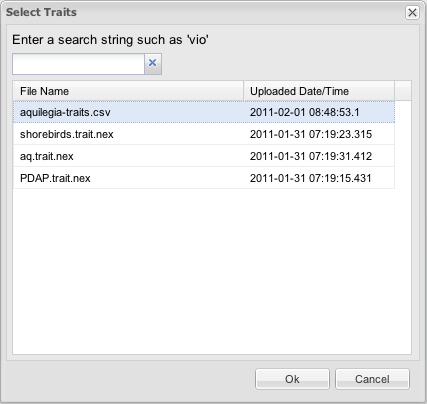 Select Traits
Enter a search string such as 'vio'
File Name Uploaded Date/Time
aquilegia-traits.csv 2011-02-01 08:48:53.1
shorebirds.trait.nex 2011-01-31 07:19:23.315
aq.trait.nex 2011-01-31 07:19:31.412
PDAP.trait.nex 2011-01-31 07:19:15.431
Ok Cancel